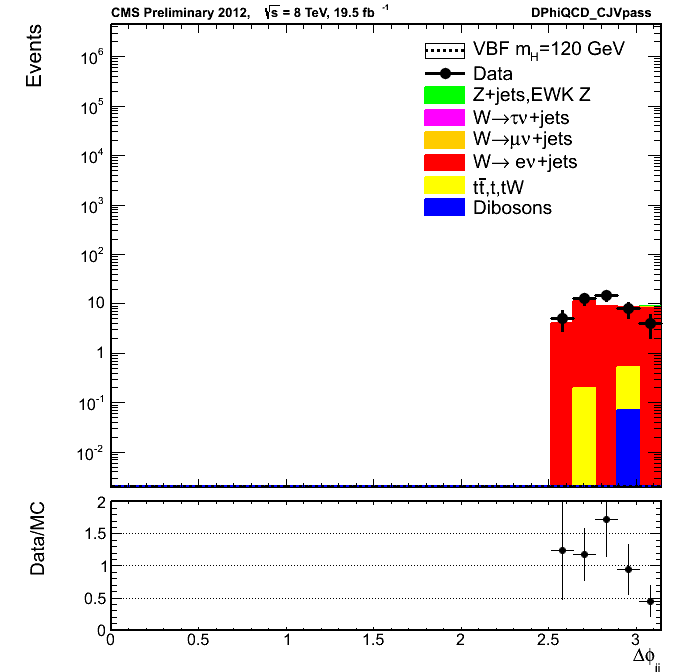 CMS Preliminary 2012, √s = 8 TeV, 19.5 fb⁻¹ DPhiQCD_CJVpass
Events
10⁶
10⁵
10⁴
10³
10²
10
1
10⁻¹
10⁻²
VBF m_H=120 GeV
Data
Z+jets,EWK Z
W→τν+jets
W→μν+jets
W→ eν+jets
tt̄,t,tW
Dibosons
Data/MC
2
1.5
1
0.5
0
0 0.5 1 1.5 2 2.5 3
Δϕ_jj